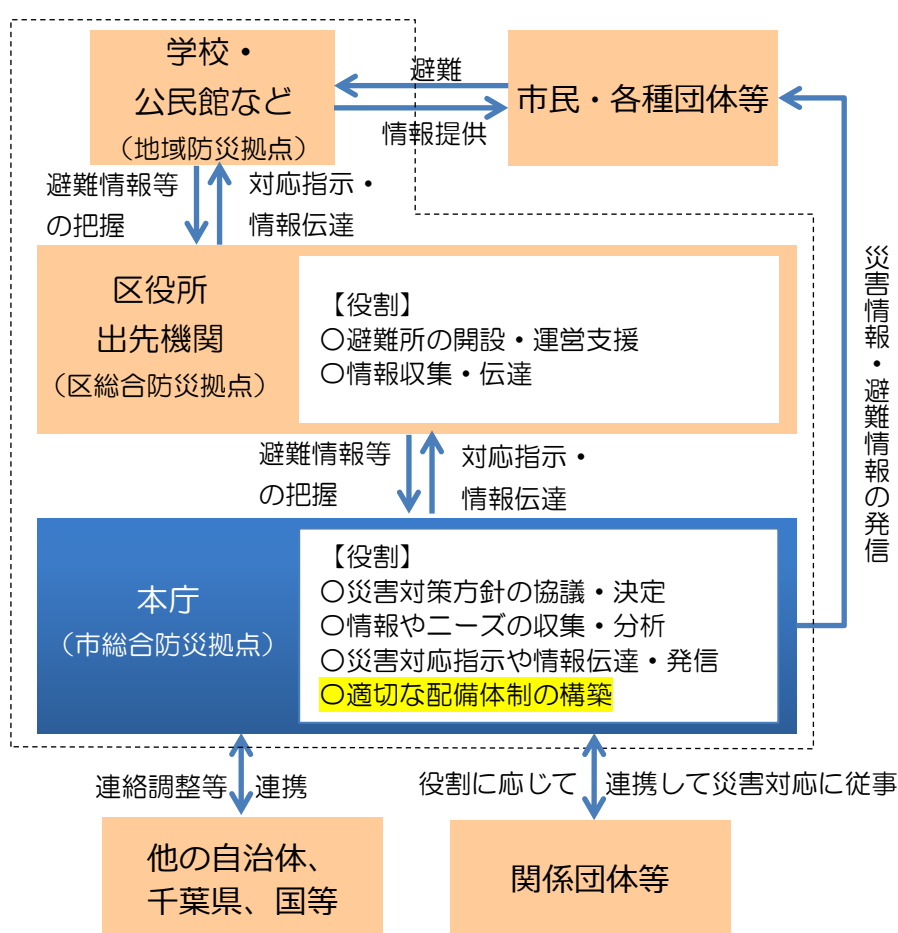 学校・
公民館など
（地域防災拠点）
避難
情報提供
市民・各種団体等
避難情報等
の把握
対応指示・
情報伝達
区役所
出先機関
（区総合防災拠点）
【役割】
〇避難所の開設・運営支援
〇情報収集・伝達
災害情報・避難情報の発信
避難情報等
の把握
対応指示・
情報伝達
本庁
（市総合防災拠点）
【役割】
〇災害対策方針の協議・決定
〇情報やニーズの収集・分析
〇災害対応指示や情報伝達・発信
〇適切な配備体制の構築
連絡調整等
連携
役割に応じて
連携して災害対応に従事
他の自治体、
千葉県、国等
関係団体等